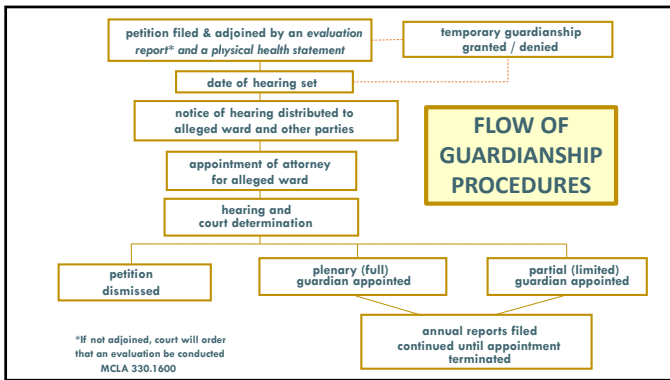 petition filed & adjoined by an evaluation
report* and a physical health statement
temporary guardianship
granted / denied
date of hearing set
notice of hearing distributed to
alleged ward and other parties
FLOW OF
GUARDIANSHIP
PROCEDURES
appointment of attorney
for alleged ward
hearing and
court determination
petition
dismissed
plenary (full)
guardian appointed
partial (limited)
guardian appointed
annual reports filed
continued until appointment
terminated
*If not adjoined, court will order
that an evaluation be conducted
MCLA 330.1600